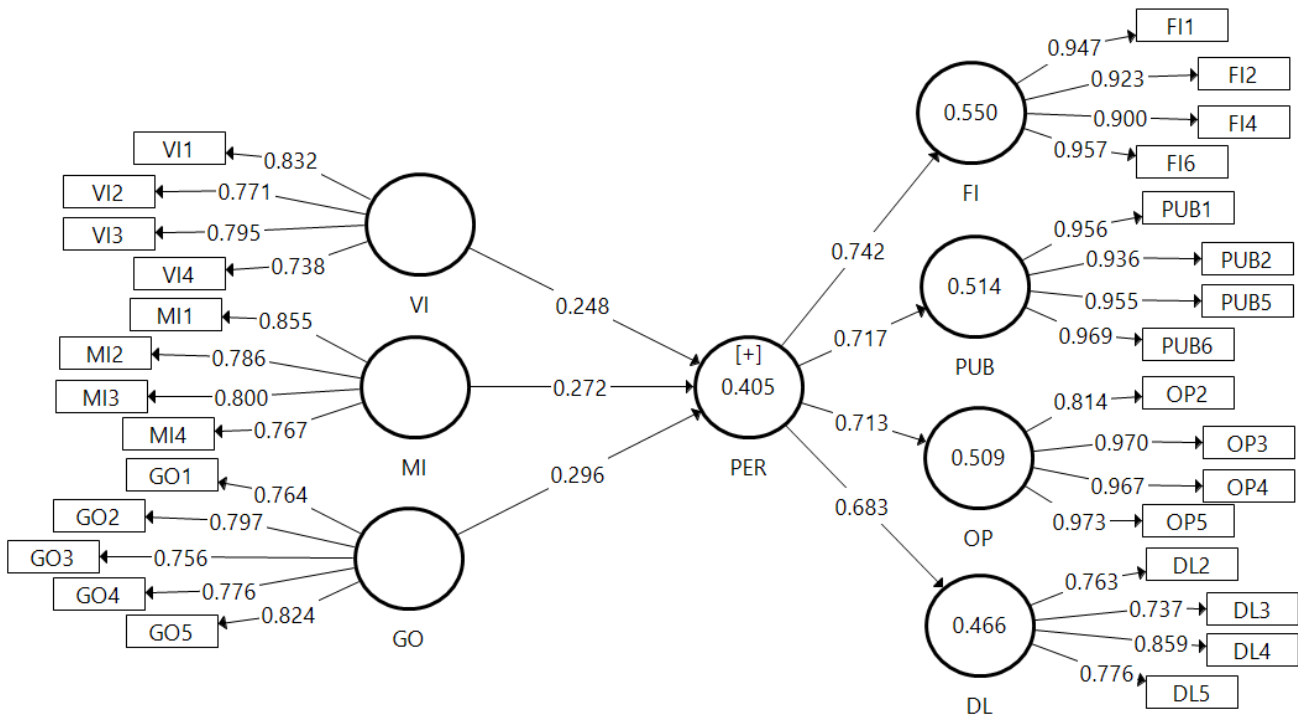 VI1
0.832
VI2
0.771
VI3
0.795
VI4
0.738
VI
MI1
0.855
MI2
0.786
MI3
0.800
MI4
0.767
MI
GO1
0.764
GO2
0.797
GO3
0.756
GO4
0.776
GO5
0.824
GO
0.248
0.272
0.296
[+]
0.405
PER
0.742
0.717
0.713
0.683
0.550
FI
0.947
FI1
0.923
FI2
0.900
FI4
0.957
FI6
0.514
PUB
0.956
PUB1
0.936
PUB2
0.955
PUB5
0.969
PUB6
0.509
OP
0.814
OP2
0.970
OP3
0.967
OP4
0.973
OP5
0.466
DL
0.763
DL2
0.737
DL3
0.859
DL4
0.776
DL5